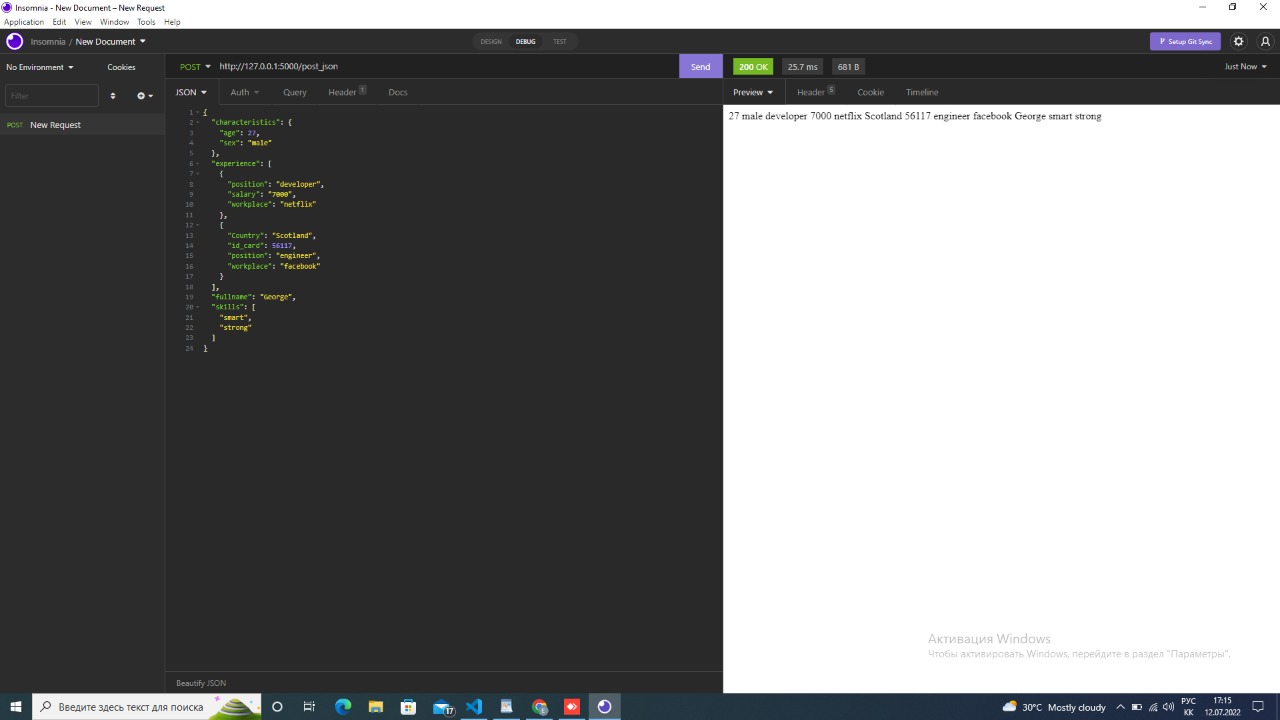 Insomnia - New Document – New Request
Application Edit View Window Tools Help
Insomnia / New Document
DESIGN DEBUG TEST
Setup Git Sync
No Environment Cookies
POST http://127.0.0.1:5000/post_json Send
200 OK 25.7 ms 681 B Just Now
Filter
JSON Auth Query Header 1 Docs
Preview Header 5 Cookie Timeline
POST New Request
27 male developer 7000 netflix Scotland 56117 engineer facebook George smart strong
1 {
2 "characteristics": {
3 "age": 27,
4 "sex": "male"
5 },
6 "experience": [
7 {
8 "position": "developer",
9 "salary": "7000",
10 "workplace": "netflix"
11 },
12 {
13 "Country": "Scotland",
14 "id_card": 56117,
15 "position": "engineer",
16 "workplace": "facebook"
17 }
18 ],
19 "fullname": "George",
20 "skills": [
21 "smart",
22 "strong"
23 ]
24 }
Активация Windows
Чтобы активировать Windows, перейдите в раздел "Параметры".
Beautify JSON
Введите здесь текст для поиска
17
30°C Mostly cloudy
РУС 17:15
КК 12.07.2022